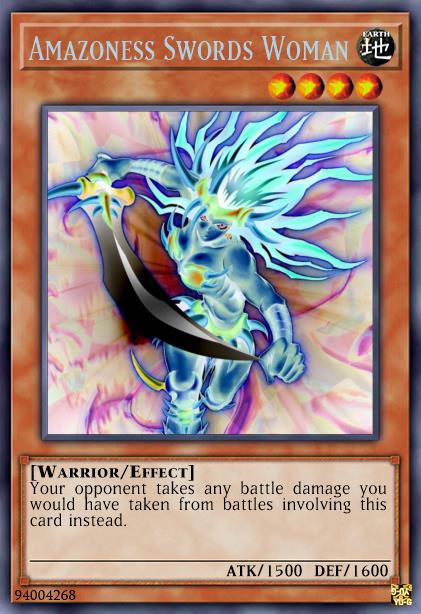 AMAZONESS SWORDS WOMAN
EARTH
地
[WARRIOR/EFFECT]
Your opponent takes any battle damage you
would have taken from battles involving this
card instead.
ATK/1500 DEF/1600
94004268